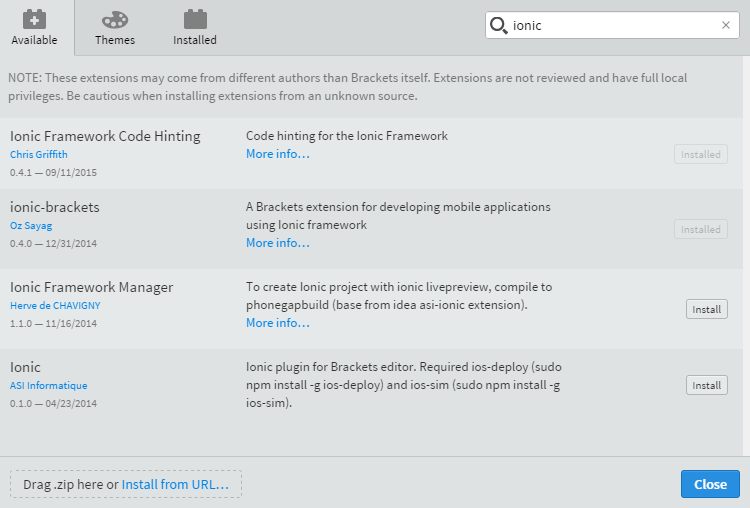 Available
Themes
Installed
ionic
NOTE: These extensions may come from different authors than Brackets itself. Extensions are not reviewed and have full local
privileges. Be cautious when installing extensions from an unknown source.
Ionic Framework Code Hinting
Chris Griffith
0.4.1 — 09/11/2015
Code hinting for the Ionic Framework
More info...
Installed
ionic-brackets
Oz Sayag
0.4.0 — 12/31/2014
A Brackets extension for developing mobile applications
using Ionic framework
More info...
Installed
Ionic Framework Manager
Herve de CHAVIGNY
1.1.0 — 11/16/2014
To create Ionic project with ionic livepreview, compile to
phonegapbuild (base from idea asi-ionic extension).
More info...
Install
Ionic
ASI Informatique
0.1.0 — 04/23/2014
Ionic plugin for Brackets editor. Required ios-deploy (sudo
npm install -g ios-deploy) and ios-sim (sudo npm install -g
ios-sim).
Install
Drag .zip here or Install from URL...
Close